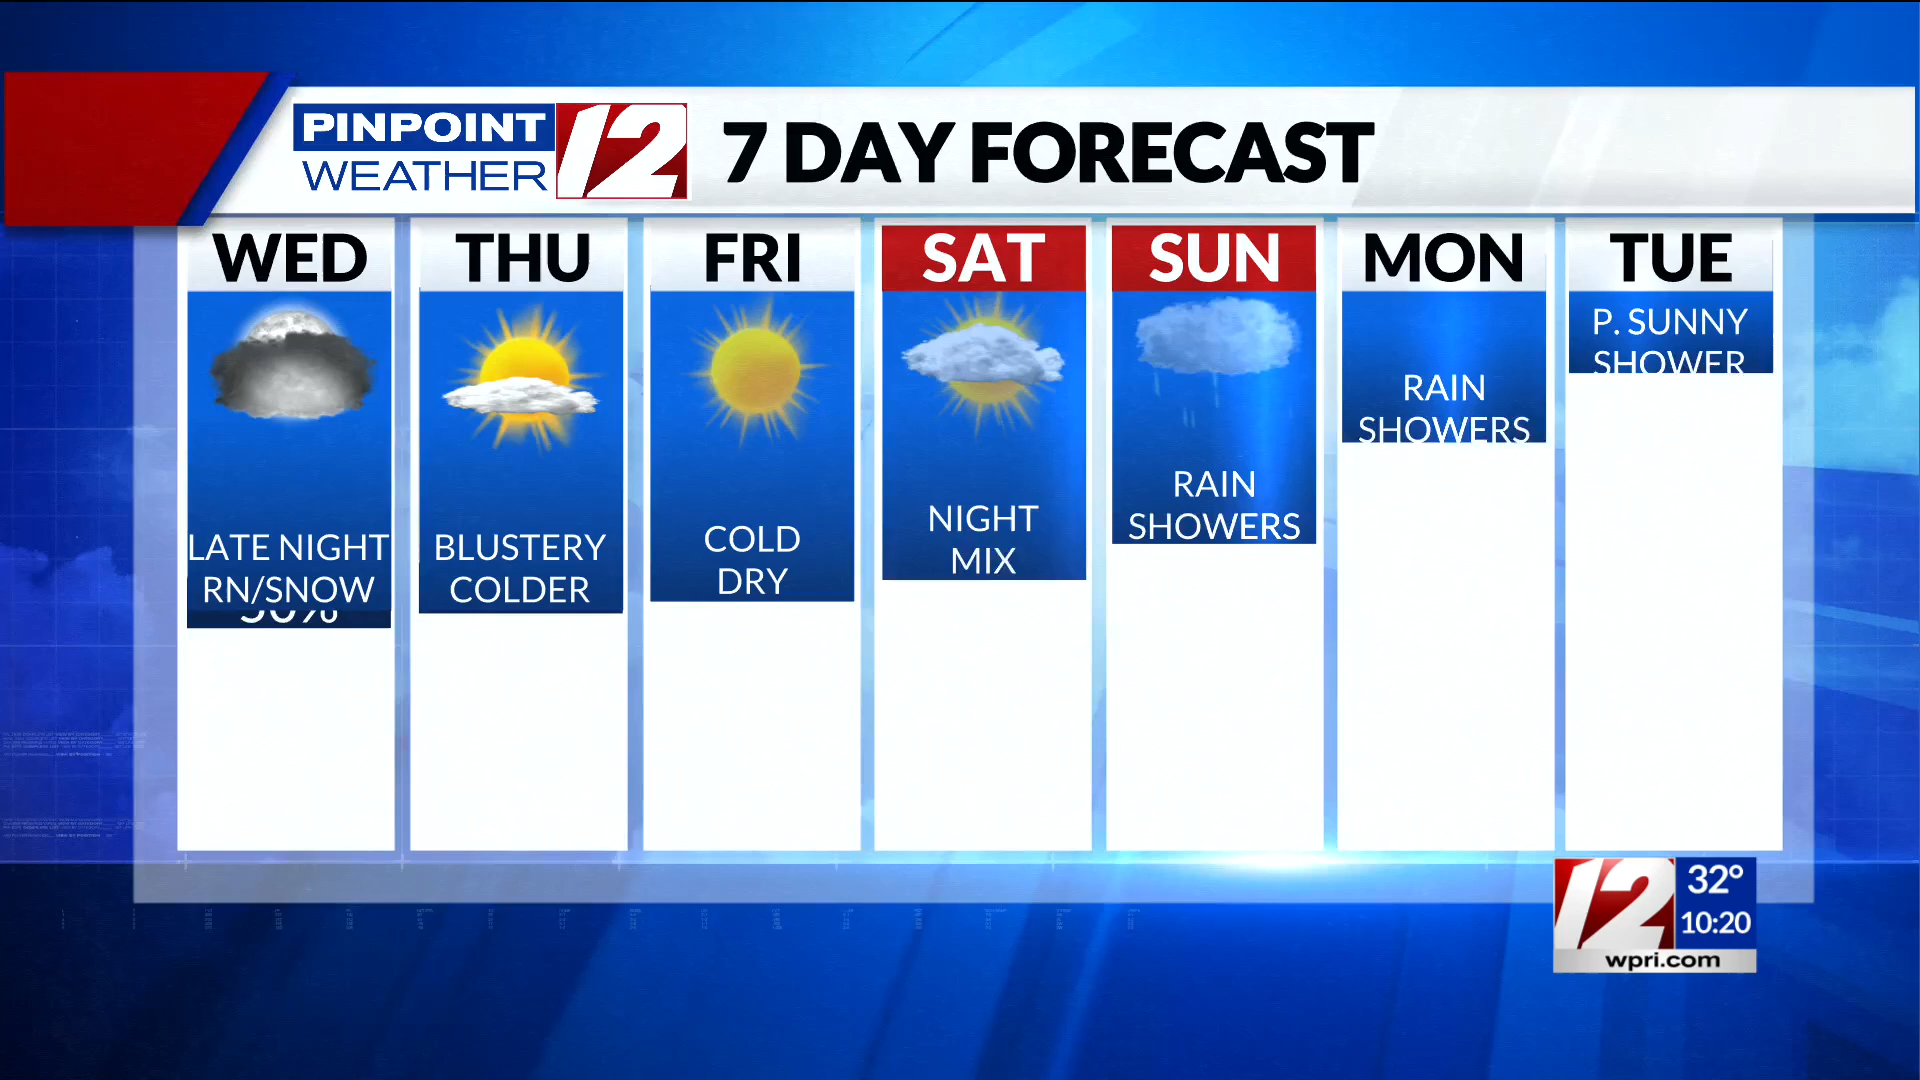 PINPOINT
WEATHER
12
7 DAY FORECAST
WED
THU
FRI
SAT
SUN
MON
TUE
LATE NIGHT
RN/SNOW
BLUSTERY
COLDER
COLD
DRY
NIGHT
MIX
RAIN
SHOWERS
RAIN
SHOWERS
P. SUNNY
SHOWER
12
32°
10:20
wpri.com